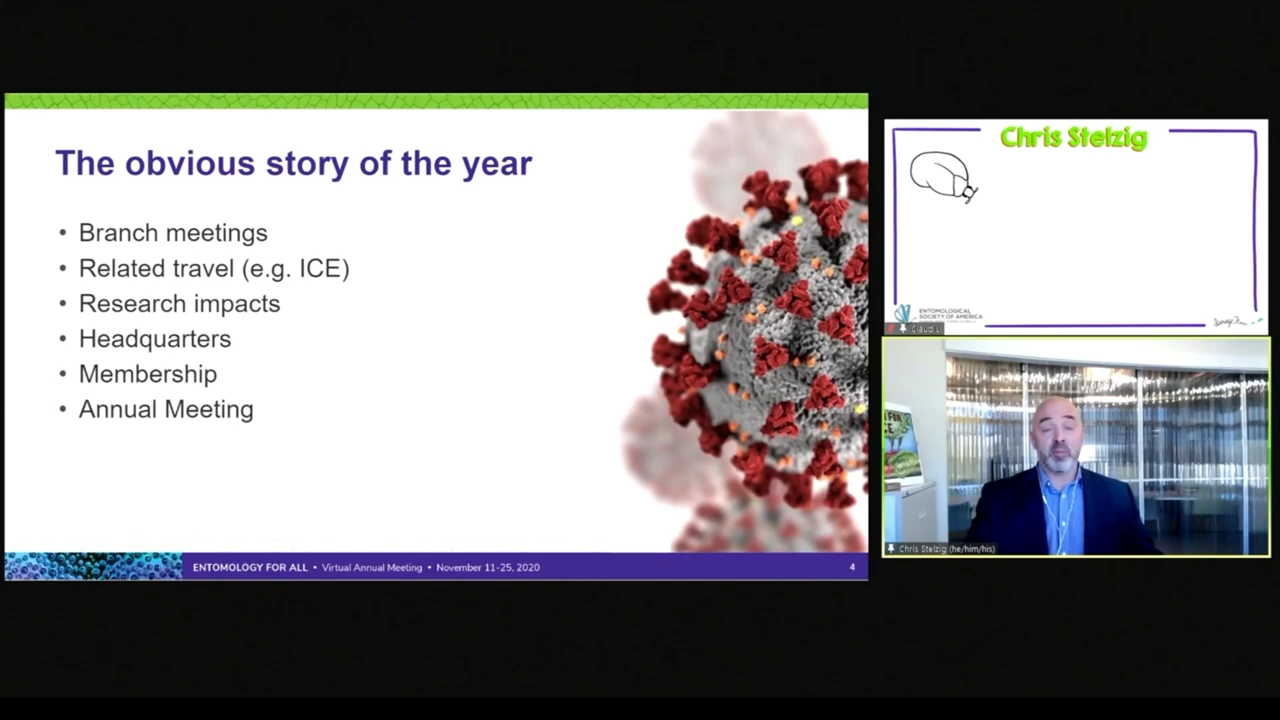 The obvious story of the year
• Branch meetings
• Related travel (e.g. ICE)
• Research impacts
• Headquarters
• Membership
• Annual Meeting
ENTOMOLOGY FOR ALL • Virtual Annual Meeting • November 11-25, 2020
4
Chris Stelzig
ENTOMOLOGICAL
SOCIETY OF AMERICA
Claud Li
Chris Stelzig (he/him/his)